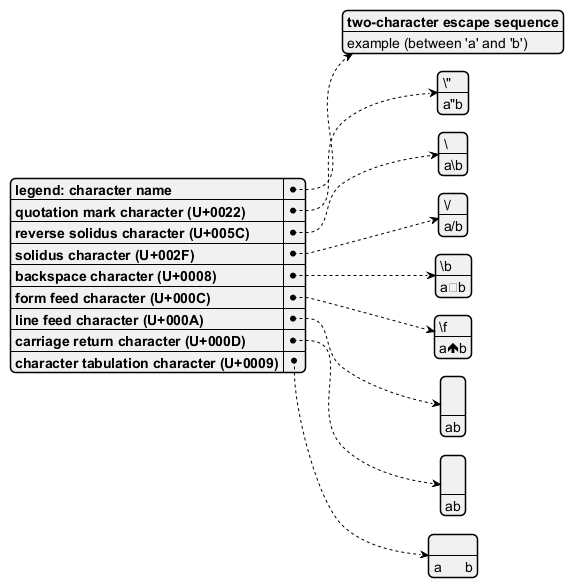 two-character escape sequence
example (between 'a' and 'b')
\"
a"b
\
a\b
legend: character name
quotation mark character (U+0022)
reverse solidus character (U+005C)
solidus character (U+002F)
backspace character (U+0008)
form feed character (U+000C)
line feed character (U+000A)
carriage return character (U+000D)
character tabulation character (U+0009)
\/
a/b
\b
a□b
\f
a🡹b
ab
ab
a	b